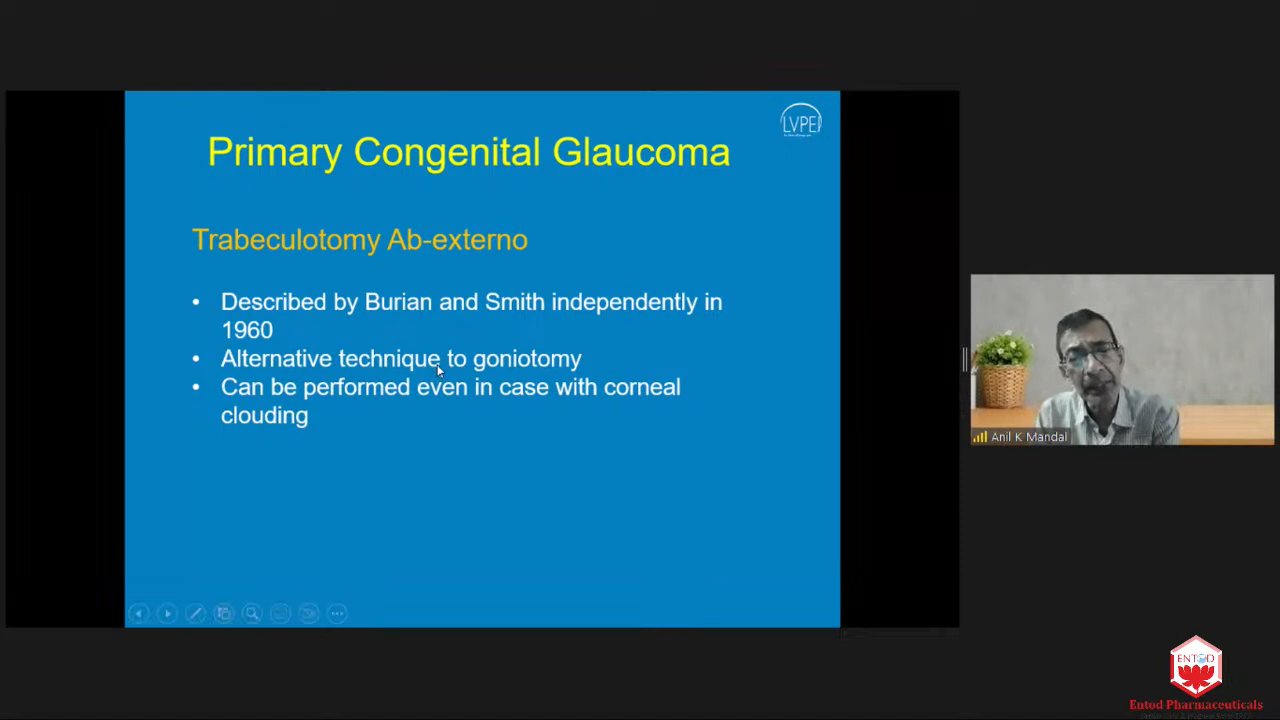 LVPEI
Primary Congenital Glaucoma
Trabeculotomy Ab-externo
• Described by Burian and Smith independently in
1960
• Alternative technique to goniotomy
• Can be performed even in case with corneal
clouding
Anil K Mandal
ENTOD
Entod Pharmaceuticals